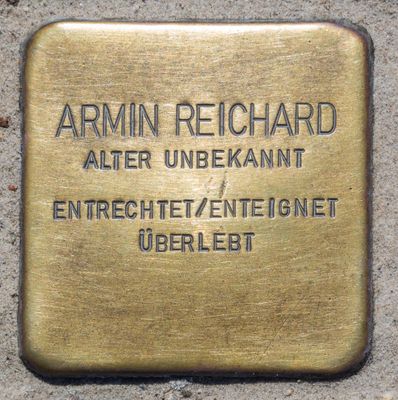 ARMIN REICHARD
ALTER UNBEKANNT
ENTRECHTET/ENTEIGNET
ÜBERLEBT